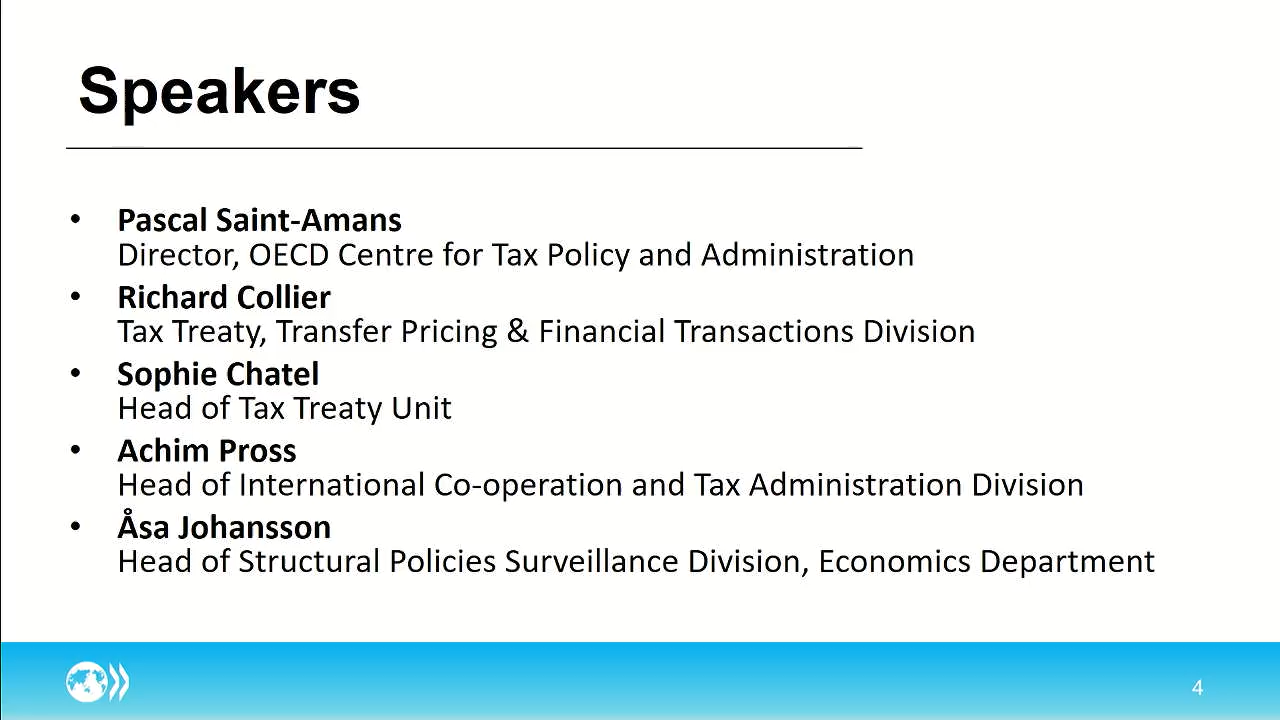 Speakers
• Pascal Saint-Amans
Director, OECD Centre for Tax Policy and Administration
• Richard Collier
Tax Treaty, Transfer Pricing & Financial Transactions Division
• Sophie Chatel
Head of Tax Treaty Unit
• Achim Pross
Head of International Co-operation and Tax Administration Division
• Åsa Johansson
Head of Structural Policies Surveillance Division, Economics Department
4